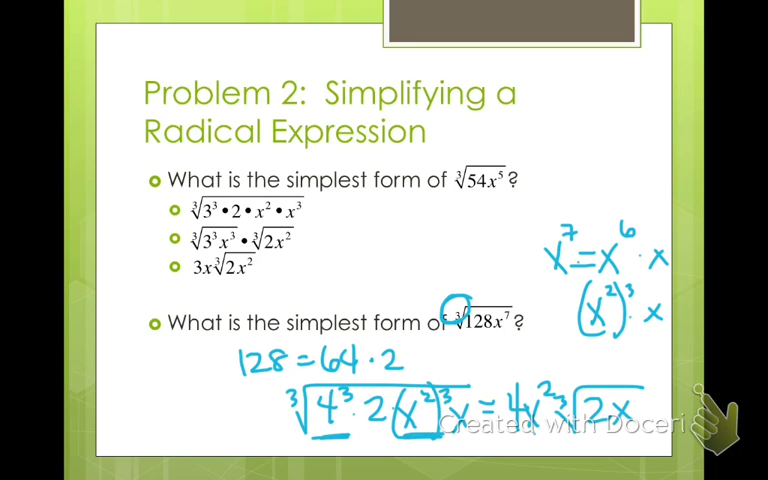 Problem 2: Simplifying a
Radical Expression
What is the simplest form of ∛(54x⁵)?
∛(3³ • 2 • x² • x³)
∛(3³x³) • ∛(2x²)
3x∛(2x²)
x⁷ = x⁶ · x
(x²)³ · x
What is the simplest form of ∛(128x⁷)?
128 = 64 · 2
∛(4³ · 2(x²)³x) = 4x²∛(2x)
Created with Doceri